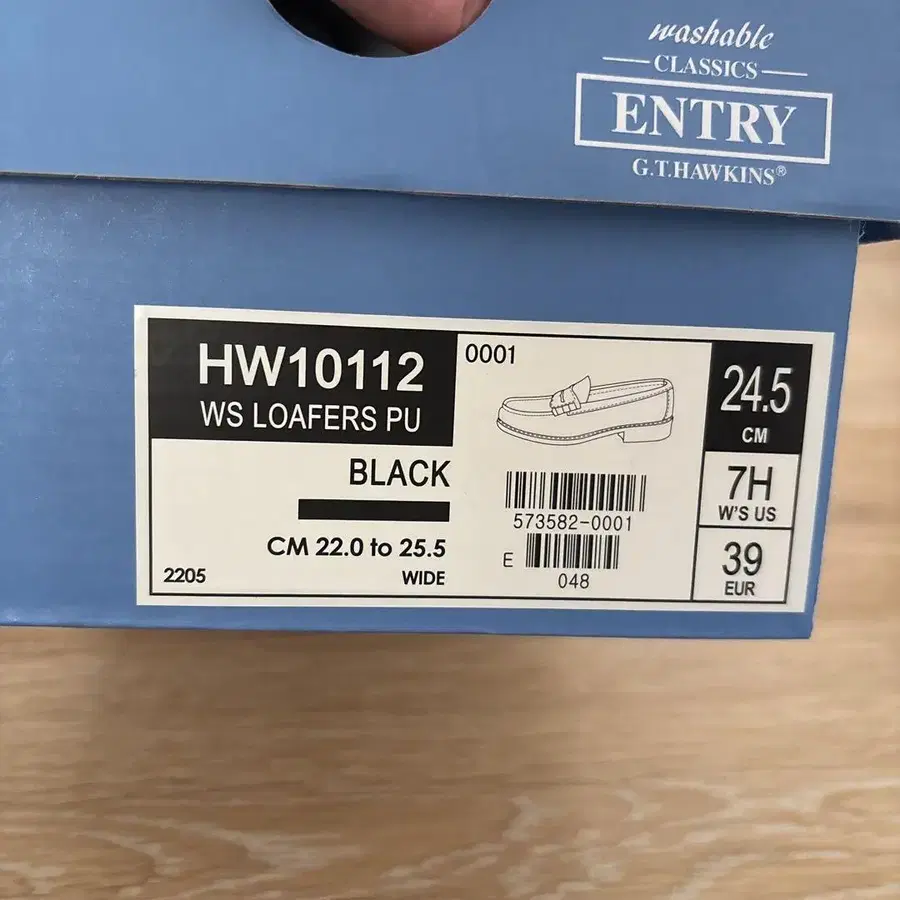 washable
CLASSICS
ENTRY
G.T.HAWKINS®
HW10112
WS LOAFERS PU
BLACK
CM 22.0 to 25.5
WIDE
2205
0001
573582-0001
E
048
24.5
CM
7H
W'S US
39
EUR